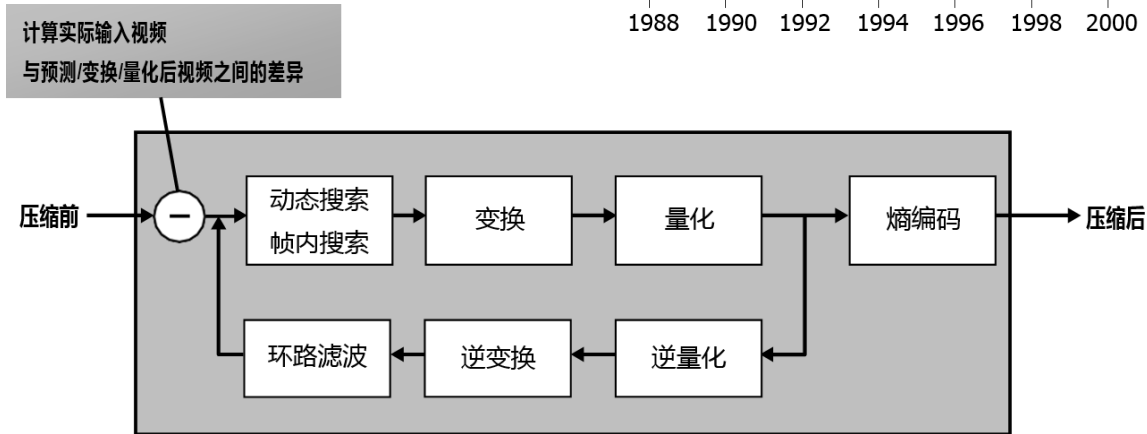 1988 1990 1992 1994 1996 1998 2000
计算实际输入视频
与预测/变换/量化后视频之间的差异
压缩前
−
动态搜索
帧内搜索
变换
量化
熵编码
压缩后
环路滤波
逆变换
逆量化